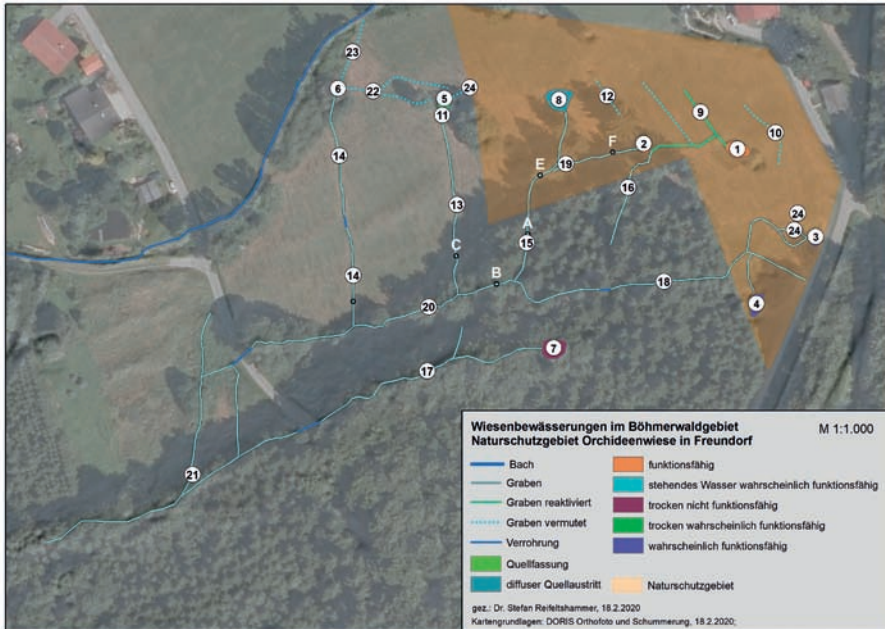 23
6
22
24
5
11
8
12
9
10
14
F
2
1
E
19
16
13
A
15
C
24
24
3
14
B
18
20
4
7
17
21
Wiesenbewässerungen im Böhmerwaldgebiet M 1:1.000
Naturschutzgebiet Orchideenwiese in Freundorf
Bach funktionsfähig
Graben stehendes Wasser wahrscheinlich funktionsfähig
Graben reaktiviert trocken nicht funktionsfähig
Graben vermutet trocken wahrscheinlich funktionsfähig
Verrohrung wahrscheinlich funktionsfähig
Quellfassung
diffuser Quellaustritt Naturschutzgebiet
gez.: Dr. Stefan Reifeltshammer, 18.2.2020
Kartengrundlagen: DORIS Orthofoto und Schummerung, 18.2.2020;